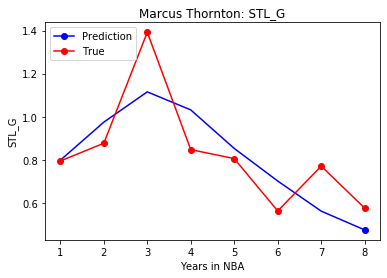 Marcus Thornton: STL_G
Prediction
True
1.4
1.2
1.0
0.8
0.6
STL_G
1 2 3 4 5 6 7 8
Years in NBA